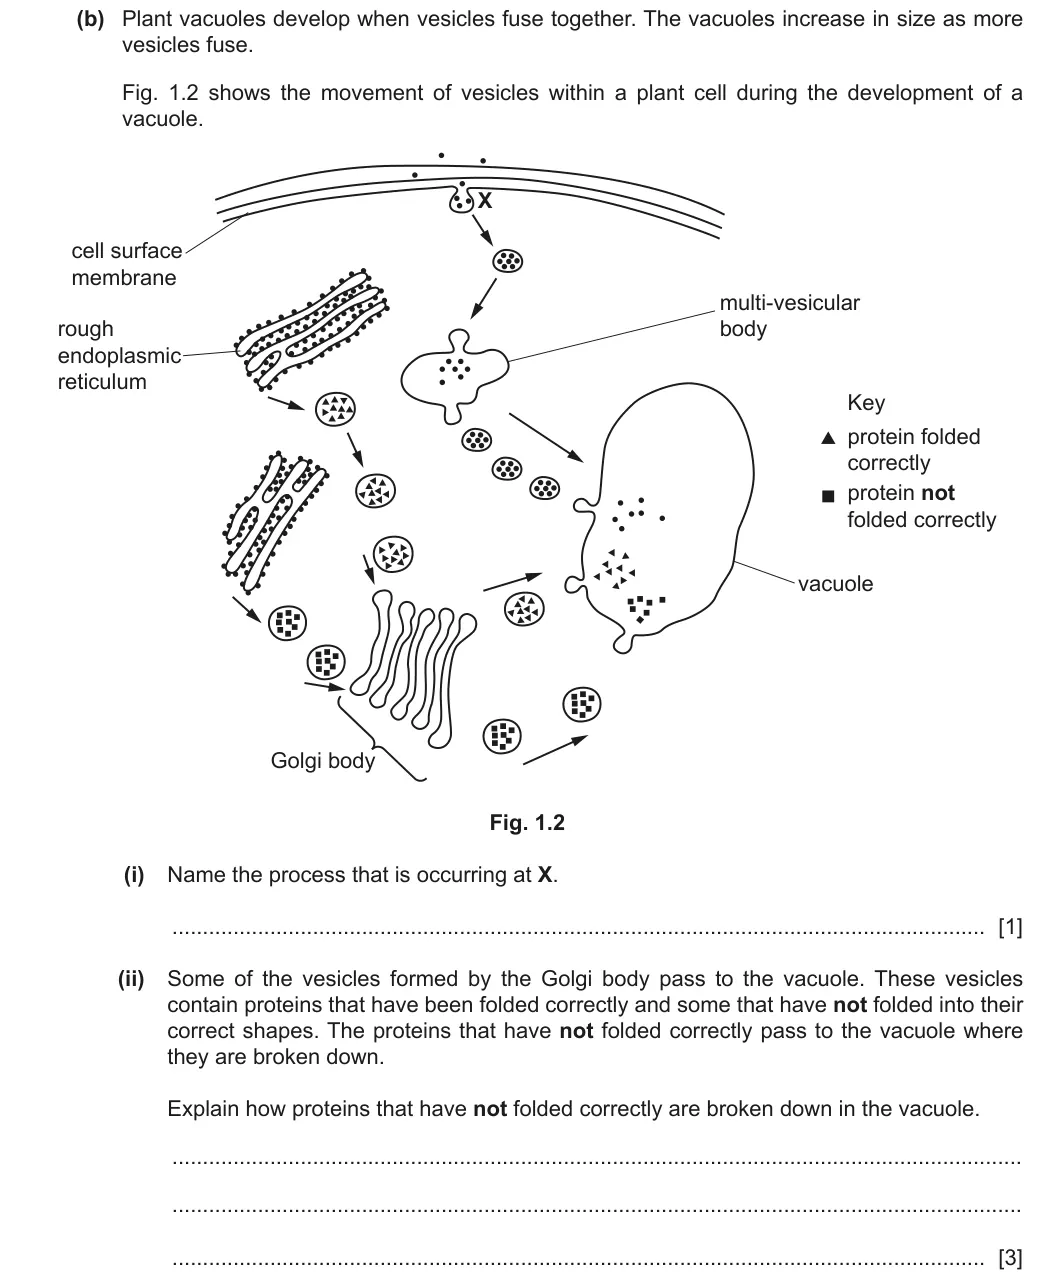 (b) Plant vacuoles develop when vesicles fuse together. The vacuoles increase in size as more
vesicles fuse.
Fig. 1.2 shows the movement of vesicles within a plant cell during the development of a
vacuole.
X
cell surface
membrane
rough
endoplasmic
reticulum
multi-vesicular
body
Key
protein folded
correctly
protein not
folded correctly
vacuole
Golgi body
Fig. 1.2
(i) Name the process that is occurring at X.
.......................................................................................................................................... [1]
(ii) Some of the vesicles formed by the Golgi body pass to the vacuole. These vesicles
contain proteins that have been folded correctly and some that have not folded into their
correct shapes. The proteins that have not folded correctly pass to the vacuole where
they are broken down.
Explain how proteins that have not folded correctly are broken down in the vacuole.
..........................................................................................................................................
..........................................................................................................................................
.......................................................................................................................................... [3]